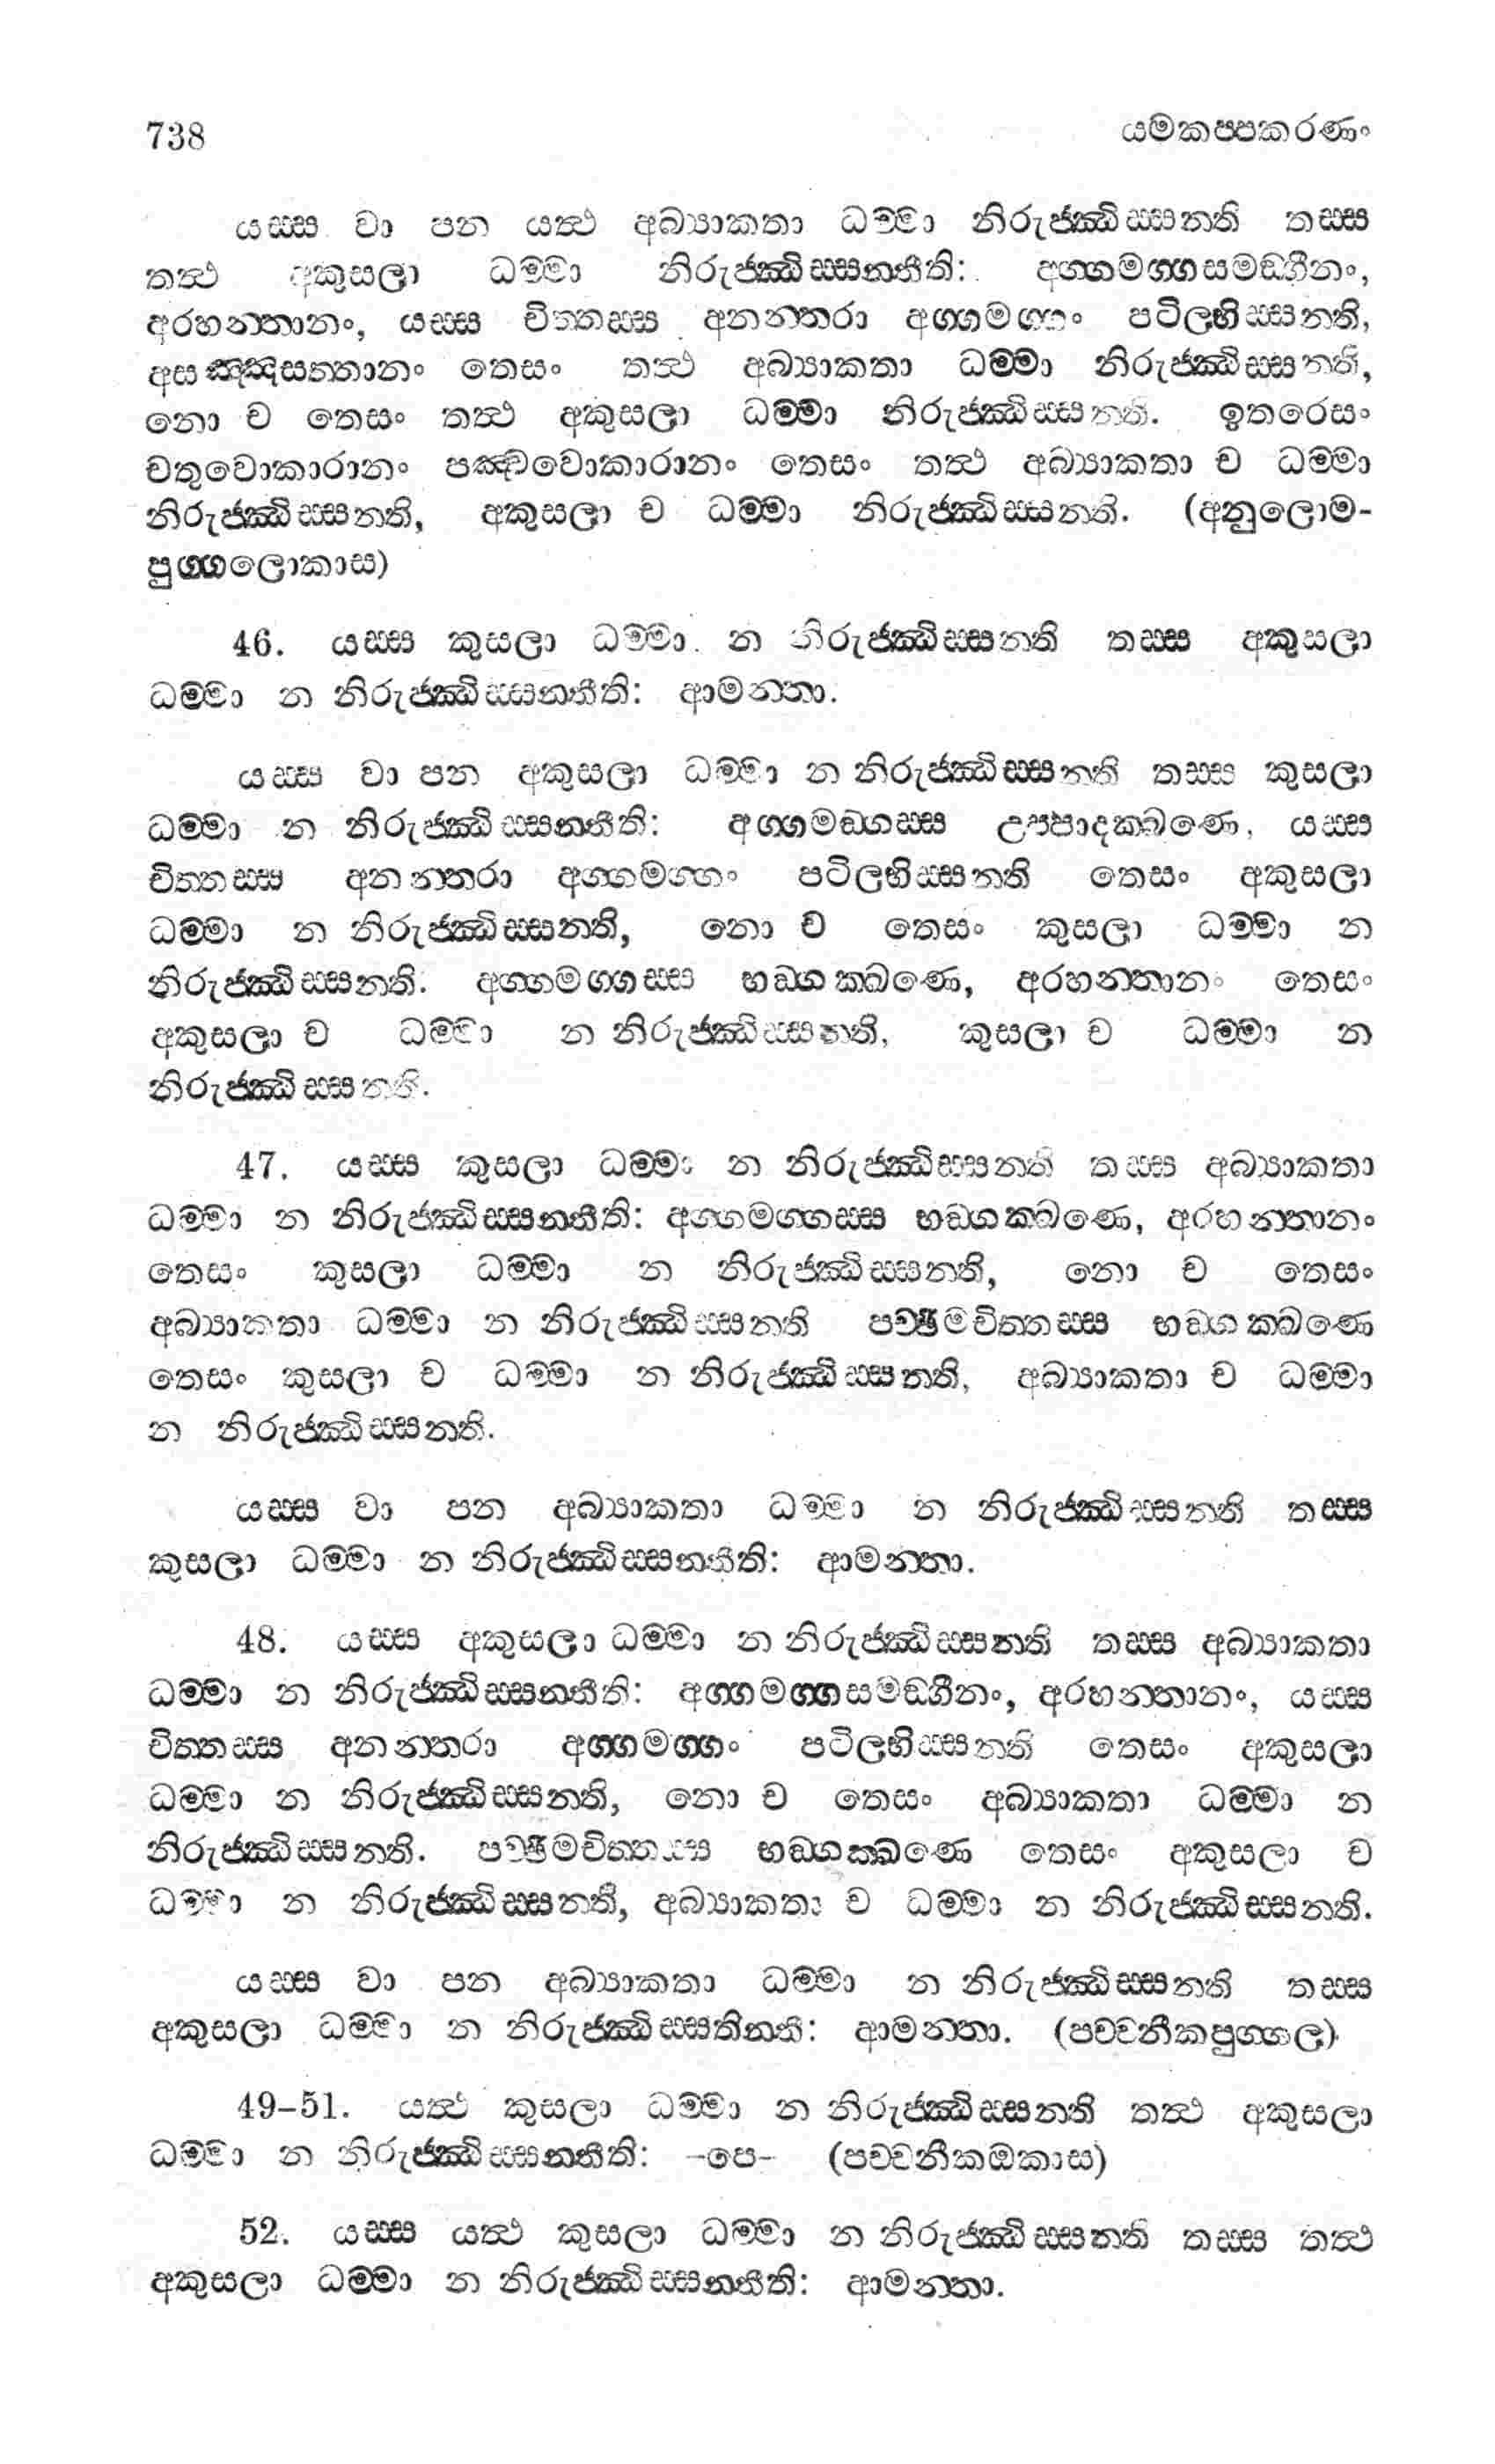 738 යමකප්පකරණං
යස්ස වා පන යත්ථ අබ්‍යාකතා ධම්මා නිරුජ්ඣිස්සන්ති තස්ස
තත්ථ අකුසලා ධම්මා නිරුජ්ඣිස්සන්තීති: අග්ගමග්ගසමඞ්ගීනං,
අරහන්තානං, යස්ස චිත්තස්ස අනන්තරා අග්ගමග්ගං පටිලභිස්සන්ති,
අසඤ්ඤසත්තානං තෙසං තත්ථ අබ්‍යාකතා ධම්මා නිරුජ්ඣිස්සන්ති,
නො ච තෙසං තත්ථ අකුසලා ධම්මා නිරුජ්ඣිස්සන්ති. ඉතරෙසං
චතුවොකාරානං පඤ්චවොකාරානං තෙසං තත්ථ අබ්‍යාකතා ච ධම්මා
නිරුජ්ඣිස්සන්ති, අකුසලා ච ධම්මා නිරුජ්ඣිස්සන්ති. (අනුලොම-
පුග්ගලොකාස)
46. යස්ස කුසලා ධම්මා න නිරුජ්ඣිස්සන්ති තස්ස අකුසලා
ධම්මා න නිරුජ්ඣිස්සන්තීති: ආමන්තා.
යස්ස වා පන අකුසලා ධම්මා න නිරුජ්ඣිස්සන්ති තස්ස කුසලා
ධම්මා න නිරුජ්ඣිස්සන්තීති: අග්ගමඞ්ගස්ස උප්පාදක්ඛණෙ, යස්ස
චිත්තස්ස අනන්තරා අග්ගමග්ගං පටිලභිස්සන්ති තෙසං අකුසලා
ධම්මා න නිරුජ්ඣිස්සන්ති, නො ච තෙසං කුසලා ධම්මා න
නිරුජ්ඣිස්සන්ති. අග්ගමග්ගස්ස භඞ්ගක්ඛණෙ, අරහන්තානං තෙසං
අකුසලා ච ධම්මා න නිරුජ්ඣිස්සන්ති, කුසලා ච ධම්මා න
නිරුජ්ඣිස්සන්ති.
47. යස්ස කුසලා ධම්මා න නිරුජ්ඣිස්සන්ති තස්ස අබ්‍යාකතා
ධම්මා න නිරුජ්ඣිස්සන්තීති: අග්ගමග්ගස්ස භඞ්ගක්ඛණෙ, අරහන්තානං
තෙසං කුසලා ධම්මා න නිරුජ්ඣිස්සන්ති, නො ච තෙසං
අබ්‍යාකතා ධම්මා න නිරුජ්ඣිස්සන්ති පච්ඡිමචිත්තස්ස භඞ්ගක්ඛණෙ
තෙසං කුසලා ච ධම්මා න නිරුජ්ඣිස්සන්ති, අබ්‍යාකතා ච ධම්මා
න නිරුජ්ඣිස්සන්ති.
යස්ස වා පන අබ්‍යාකතා ධම්මා න නිරුජ්ඣිස්සන්ති තස්ස
කුසලා ධම්මා න නිරුජ්ඣිස්සන්තීති: ආමන්තා.
48. යස්ස අකුසලා ධම්මා න නිරුජ්ඣිස්සන්ති තස්ස අබ්‍යාකතා
ධම්මා න නිරුජ්ඣිස්සන්තීති: අග්ගමග්ගසමඞ්ගීනං, අරහන්තානං, යස්ස
චිත්තස්ස අනන්තරා අග්ගමග්ගං පටිලභිස්සන්ති තෙසං අකුසලා
ධම්මා න නිරුජ්ඣිස්සන්ති, නො ච තෙසං අබ්‍යාකතා ධම්මා න
නිරුජ්ඣිස්සන්ති. පච්ඡිමචිත්තස්ස භඞ්ගක්ඛණෙ තෙසං අකුසලා ච
ධම්මා න නිරුජ්ඣිස්සන්ති, අබ්‍යාකතා ච ධම්මා න නිරුජ්ඣිස්සන්ති.
යස්ස වා පන අබ්‍යාකතා ධම්මා න නිරුජ්ඣිස්සන්ති තස්ස
අකුසලා ධම්මා න නිරුජ්ඣිස්සතින්තී: ආමන්තා. (පච්චනීකපුග්ගල)
49-51. යත්ථ කුසලා ධම්මා න නිරුජ්ඣිස්සන්ති තත්ථ අකුසලා
ධම්මා න නිරුජ්ඣිස්සන්තීති: -පෙ- (පච්චනීකඔකාස)
52. යස්ස යත්ථ කුසලා ධම්මා න නිරුජ්ඣිස්සන්ති තස්ස තත්ථ
අකුසලා ධම්මා න නිරුජ්ඣිස්සන්තීති: ආමන්තා.